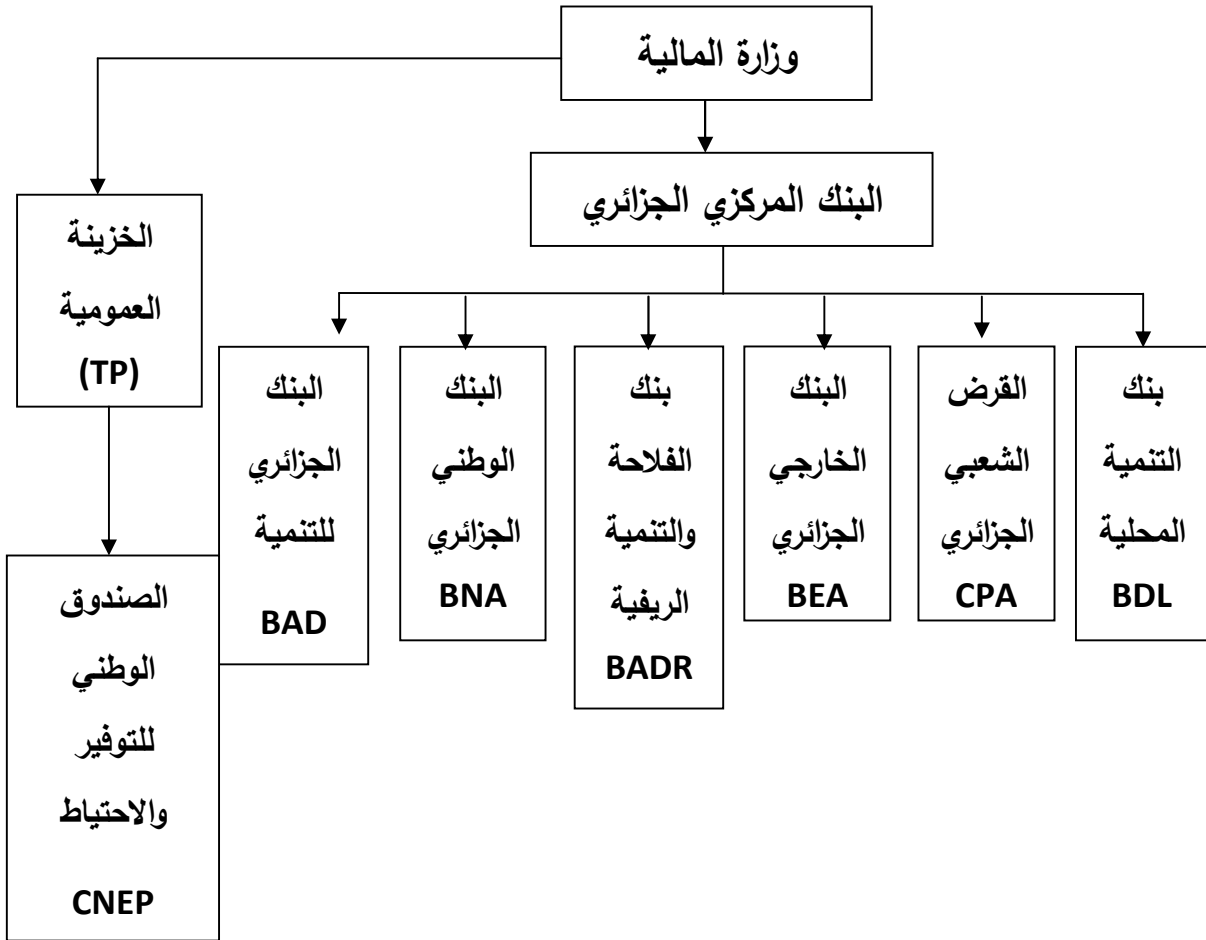 وزارة المالية
البنك المركزي الجزائري
الخزينة
العمومية
(TP)
بنك
التنمية
المحلية
BDL
القرض
الشعبي
الجزائري
CPA
البنك
الخارجي
الجزائري
BEA
بنك
الفلاحة
والتنمية
الريفية
BADR
البنك
الوطني
الجزائري
BNA
البنك
الجزائري
للتنمية
BAD
الصندوق
الوطني
للتوفير
والاحتياط
CNEP